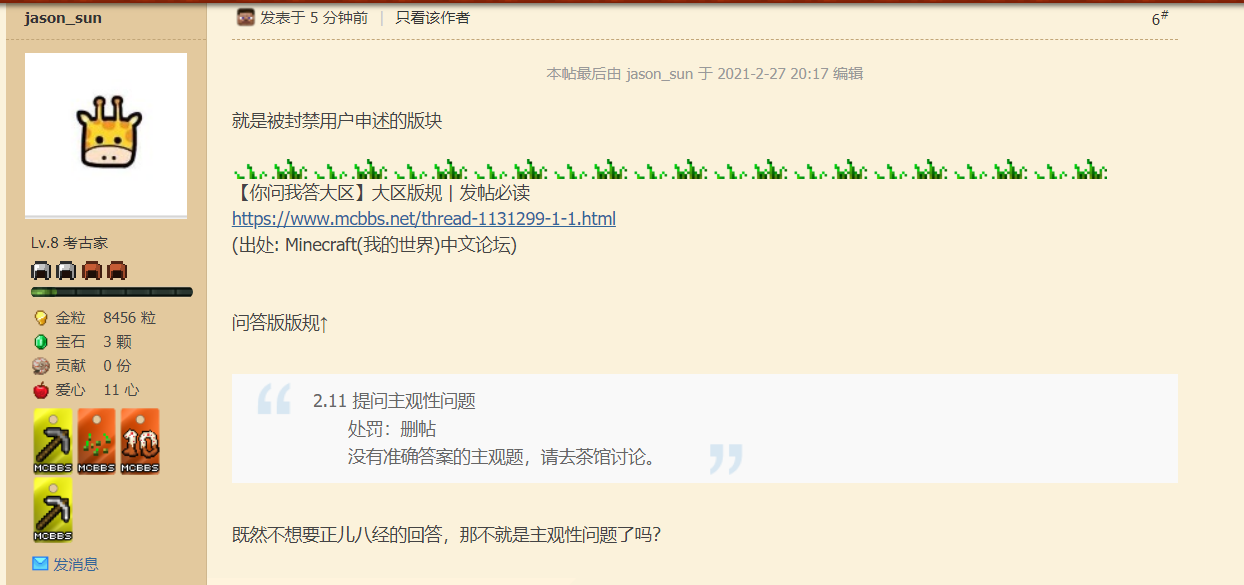 jason_sun
发表于 5 分钟前 | 只看该作者
6#
本帖最后由 jason_sun 于 2021-2-27 20:17 编辑
就是被封禁用户申述的版块
【你问我答大区】大区版规 | 发帖必读
https://www.mcbbs.net/thread-1131299-1-1.html
(出处: Minecraft(我的世界)中文论坛)
问答版版规↑
“ 2.11 提问主观性问题
处罚：删帖
没有准确答案的主观题，请去茶馆讨论。 ”
既然不想要正儿八经的回答，那不就是主观性问题了吗？
Lv.8 考古家
金粒 8456 粒
宝石 3 颗
贡献 0 份
爱心 11 心
MCBBS MCBBS 10 MCBBS
MCBBS
发消息